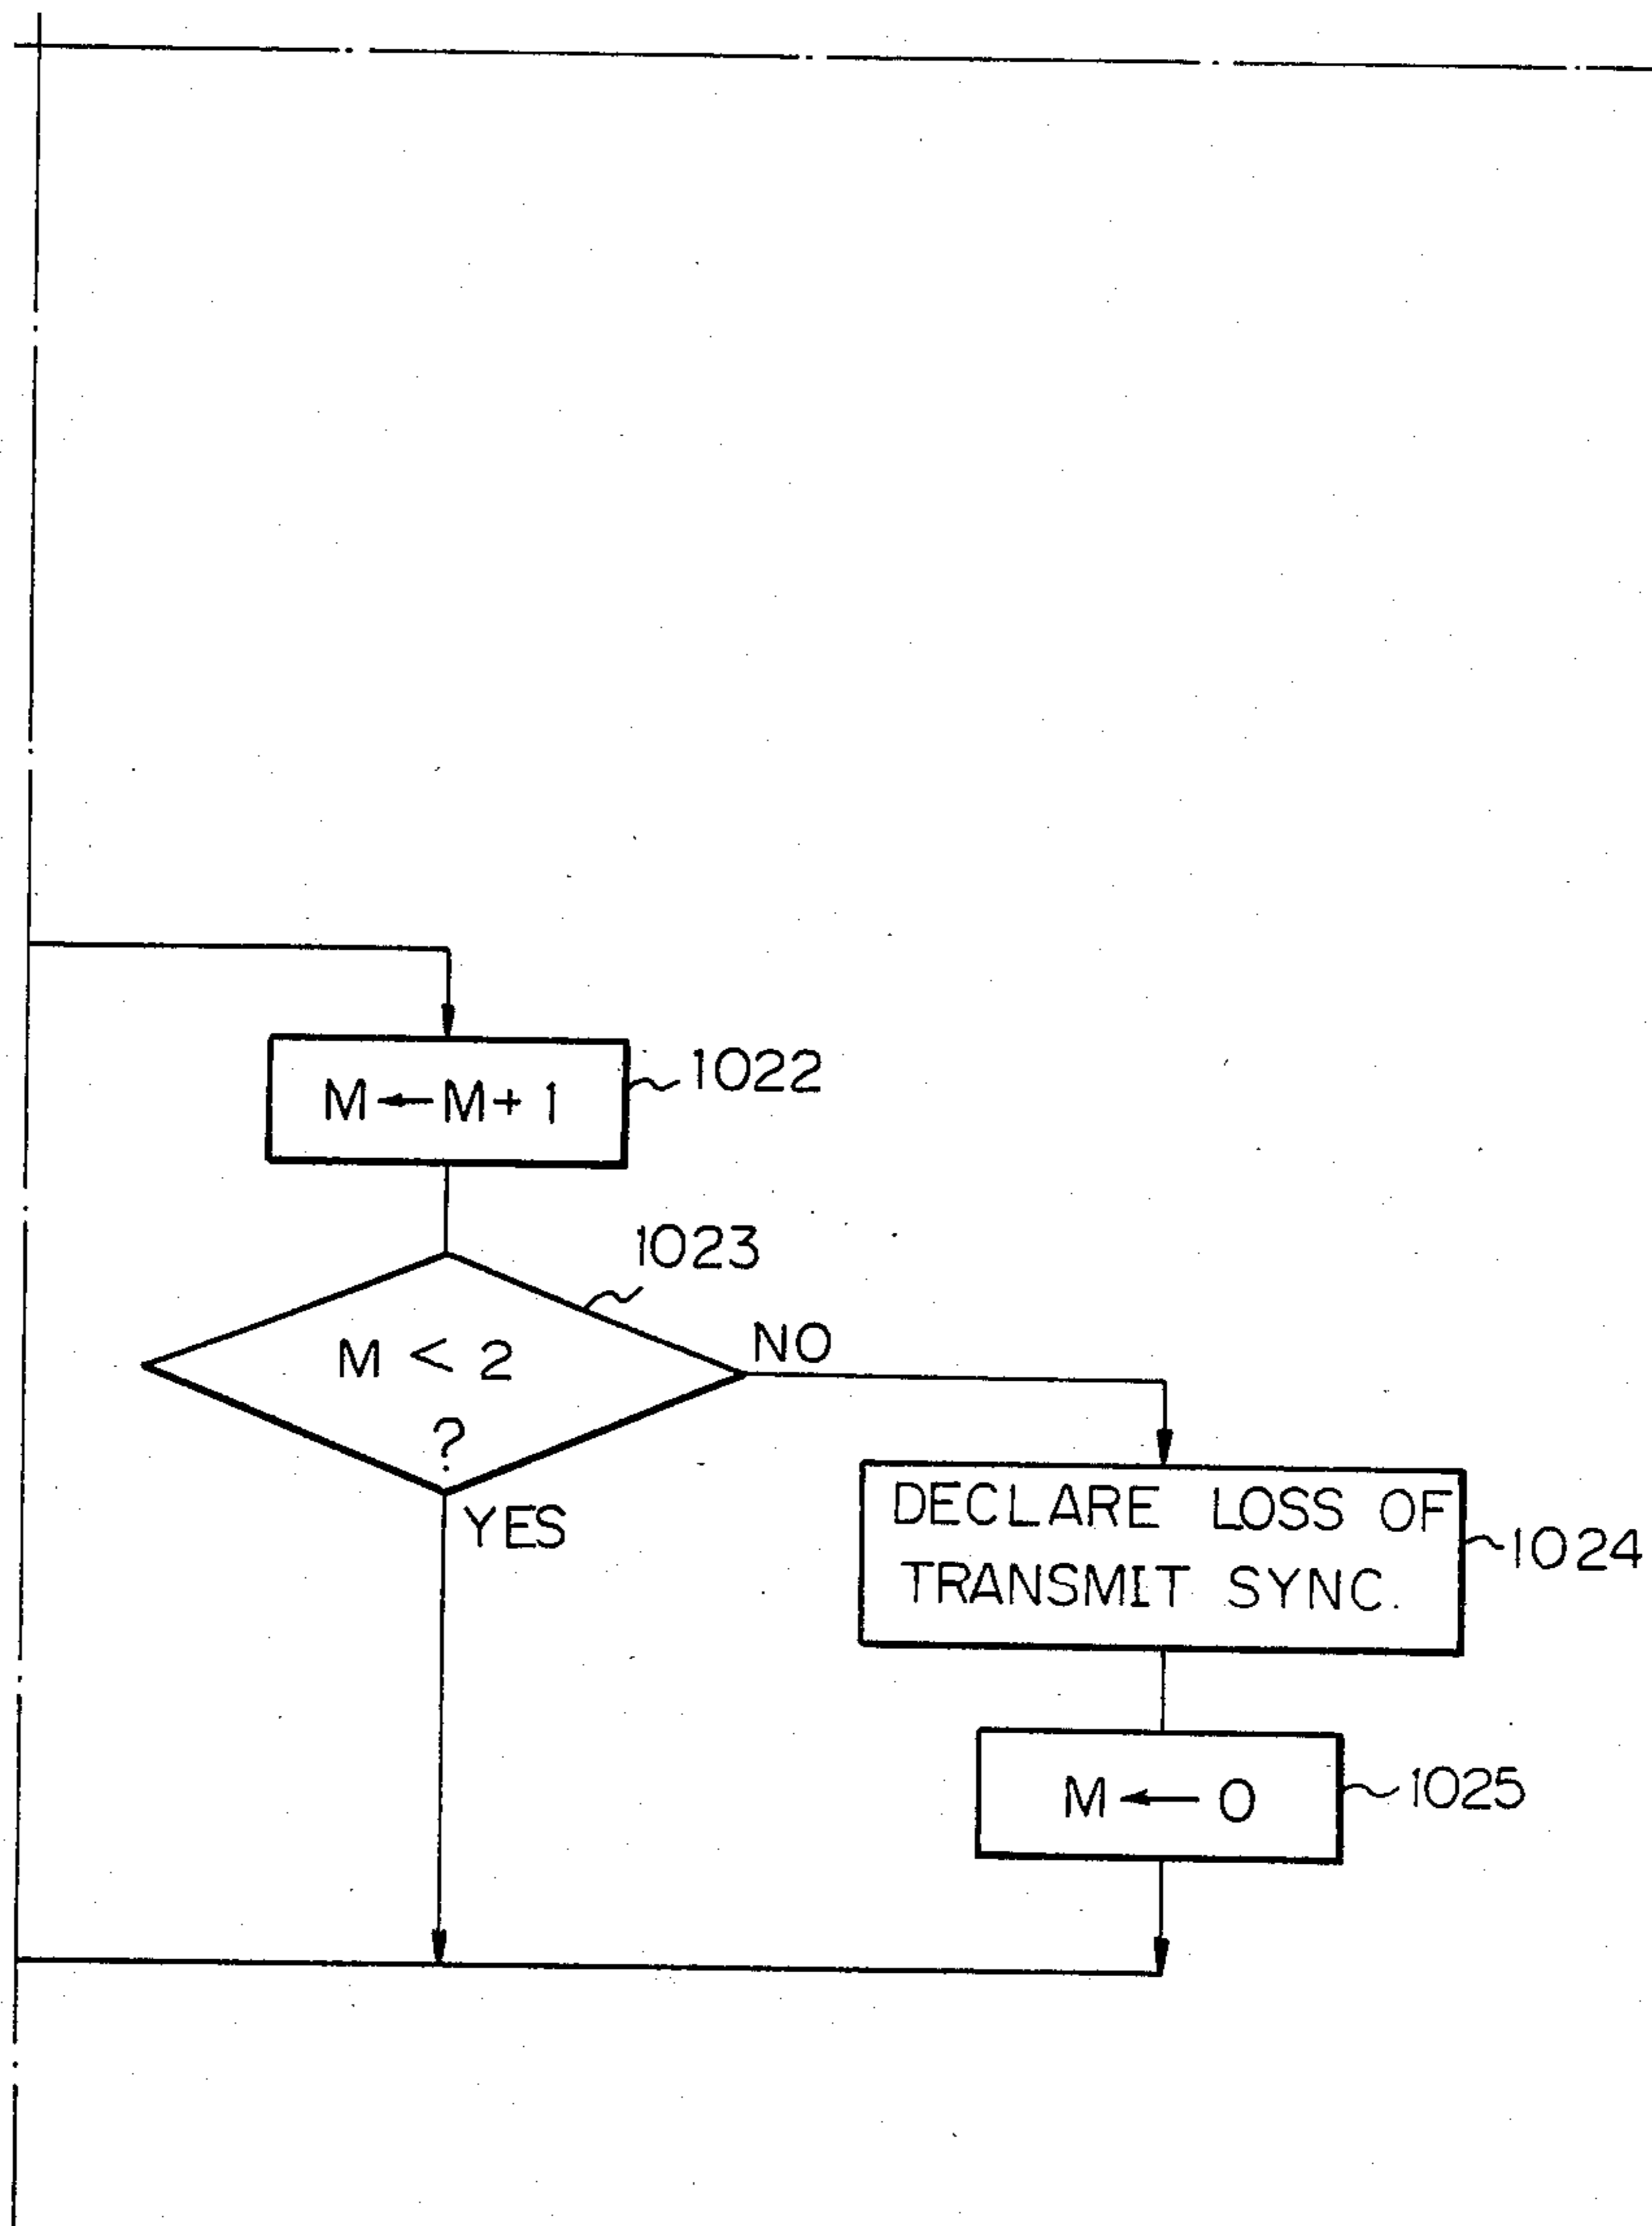 M ← M + 1
1022
1023
M < 2
?
NO
YES
DECLARE LOSS OF
TRANSMIT SYNC.
1024
M ← 0
1025